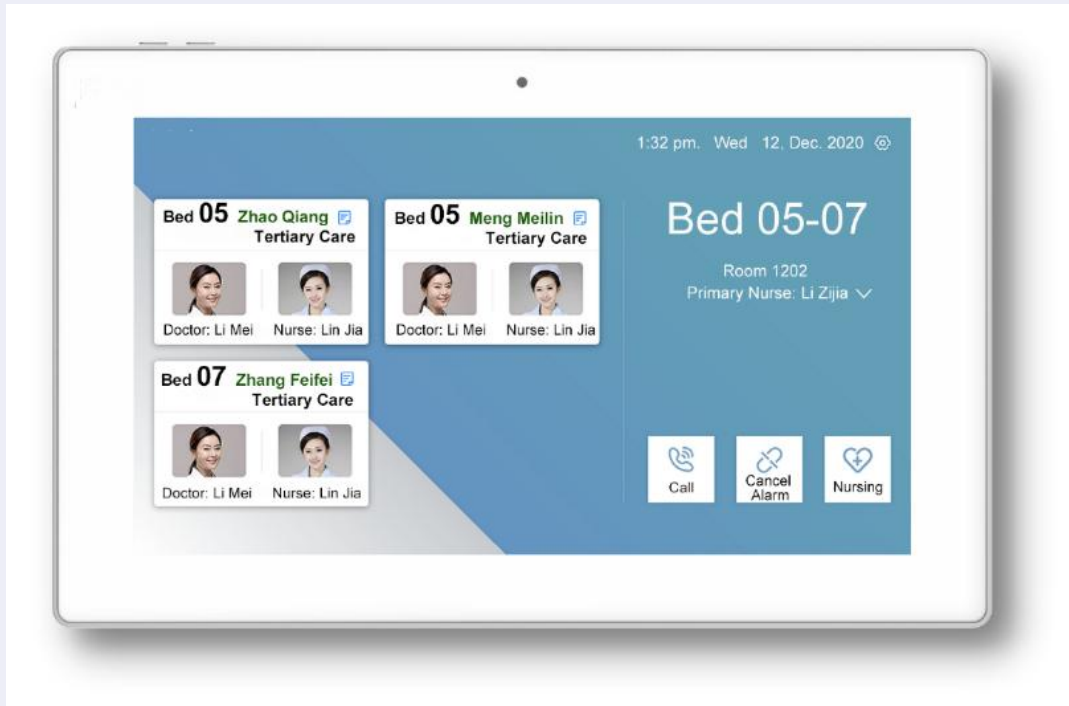 1:32 pm. Wed 12, Dec. 2020
Bed 05 Zhao Qiang
Tertiary Care
Doctor: Li Mei Nurse: Lin Jia
Bed 05 Meng Meilin
Tertiary Care
Doctor: Li Mei Nurse: Lin Jia
Bed 07 Zhang Feifei
Tertiary Care
Doctor: Li Mei Nurse: Lin Jia
Bed 05-07
Room 1202
Primary Nurse: Li Zijia
Call
Cancel
Alarm
Nursing